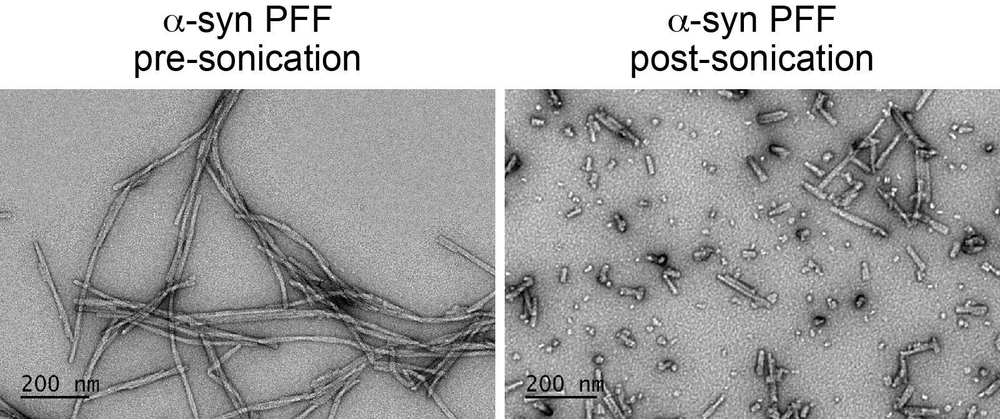 α-syn PFF
pre-sonication
α-syn PFF
post-sonication
200 nm
200 nm